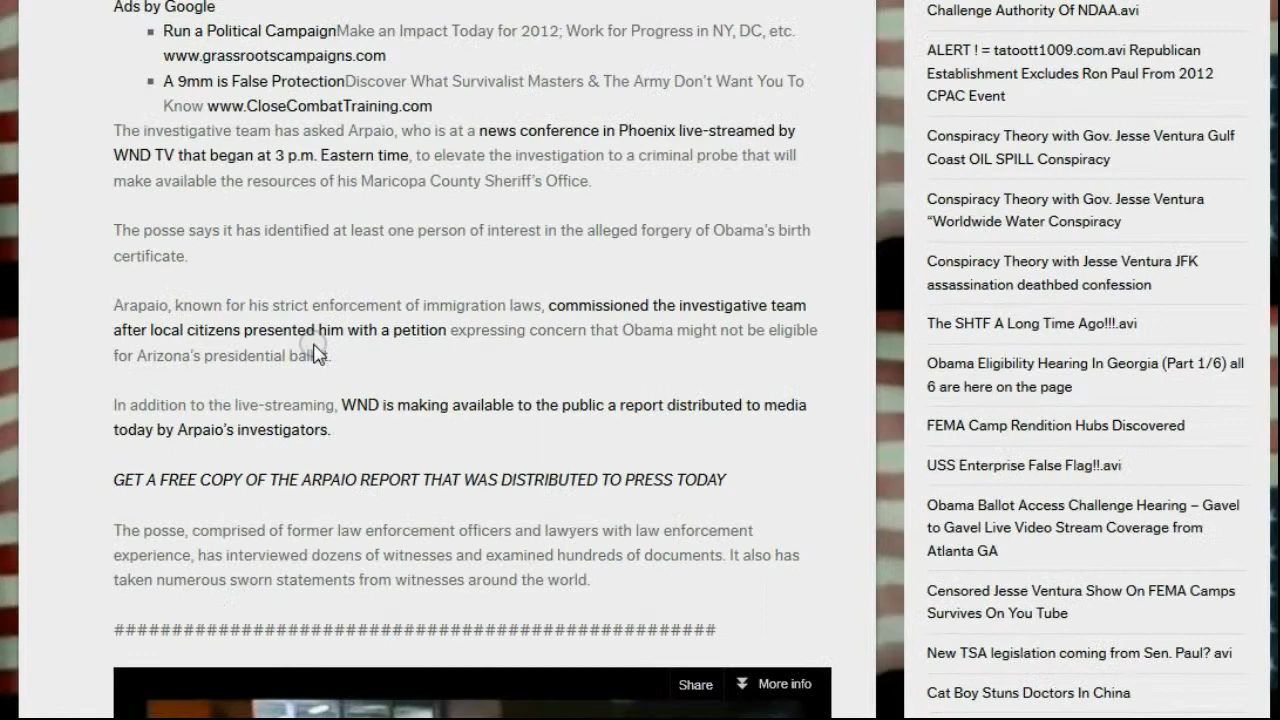 Ads by Google
Run a Political CampaignMake an Impact Today for 2012; Work for Progress in NY, DC, etc.
www.grassrootscampaigns.com
A 9mm is False ProtectionDiscover What Survivalist Masters & The Army Don't Want You To
Know www.CloseCombatTraining.com
The investigative team has asked Arpaio, who is at a news conference in Phoenix live-streamed by
WND TV that began at 3 p.m. Eastern time, to elevate the investigation to a criminal probe that will
make available the resources of his Maricopa County Sheriff's Office.
The posse says it has identified at least one person of interest in the alleged forgery of Obama's birth
certificate.
Arapaio, known for his strict enforcement of immigration laws, commissioned the investigative team
after local citizens presented him with a petition expressing concern that Obama might not be eligible
for Arizona's presidential
In addition to the live-streaming, WND is making available to the public a report distributed to media
today by Arpaio's investigators.
GET A FREE COPY OF THE ARPAIO REPORT THAT WAS DISTRIBUTED TO PRESS TODAY
The posse, comprised of former law enforcement officers and lawyers with law enforcement
experience, has interviewed dozens of witnesses and examined hundreds of documents. It also has
taken numerous sworn statements from witnesses around the world.
####################################################
Share More info
Challenge Authority Of NDAA.avi
ALERT ! = tatoott1009.com.avi Republican
Establishment Excludes Ron Paul From 2012
CPAC Event
Conspiracy Theory with Gov. Jesse Ventura Gulf
Coast OIL SPILL Conspiracy
Conspiracy Theory with Gov. Jesse Ventura
“Worldwide Water Conspiracy
Conspiracy Theory with Jesse Ventura JFK
assassination deathbed confession
The SHTF A Long Time Ago!!!.avi
Obama Eligibility Hearing In Georgia (Part 1/6) all
6 are here on the page
FEMA Camp Rendition Hubs Discovered
USS Enterprise False Flag!!.avi
Obama Ballot Access Challenge Hearing – Gavel
to Gavel Live Video Stream Coverage from
Atlanta GA
Censored Jesse Ventura Show On FEMA Camps
Survives On You Tube
New TSA legislation coming from Sen. Paul? avi
Cat Boy Stuns Doctors In China